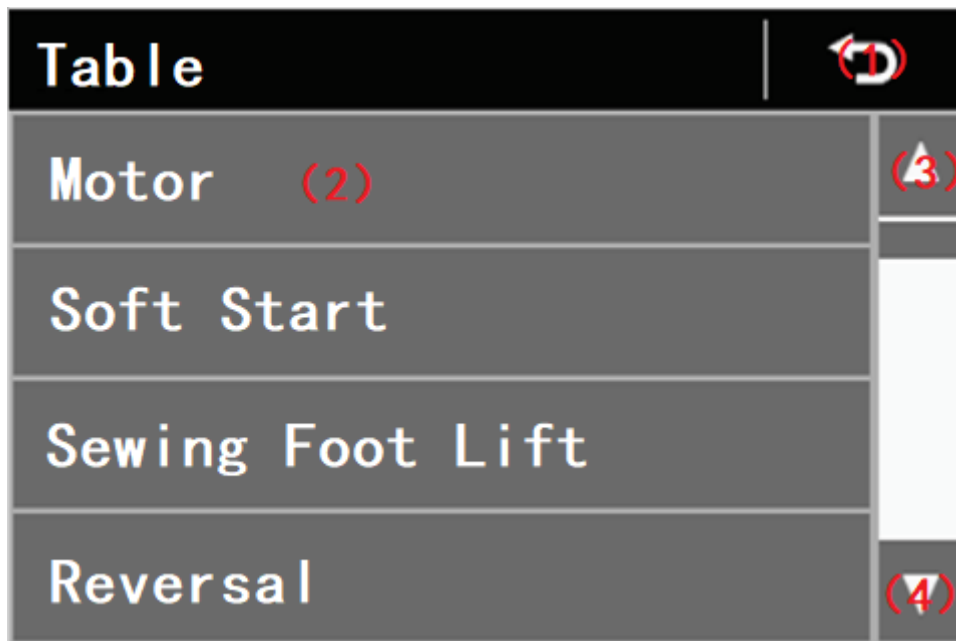 Table (1)
Motor (2) (3)
Soft Start
Sewing Foot Lift
Reversal (4)